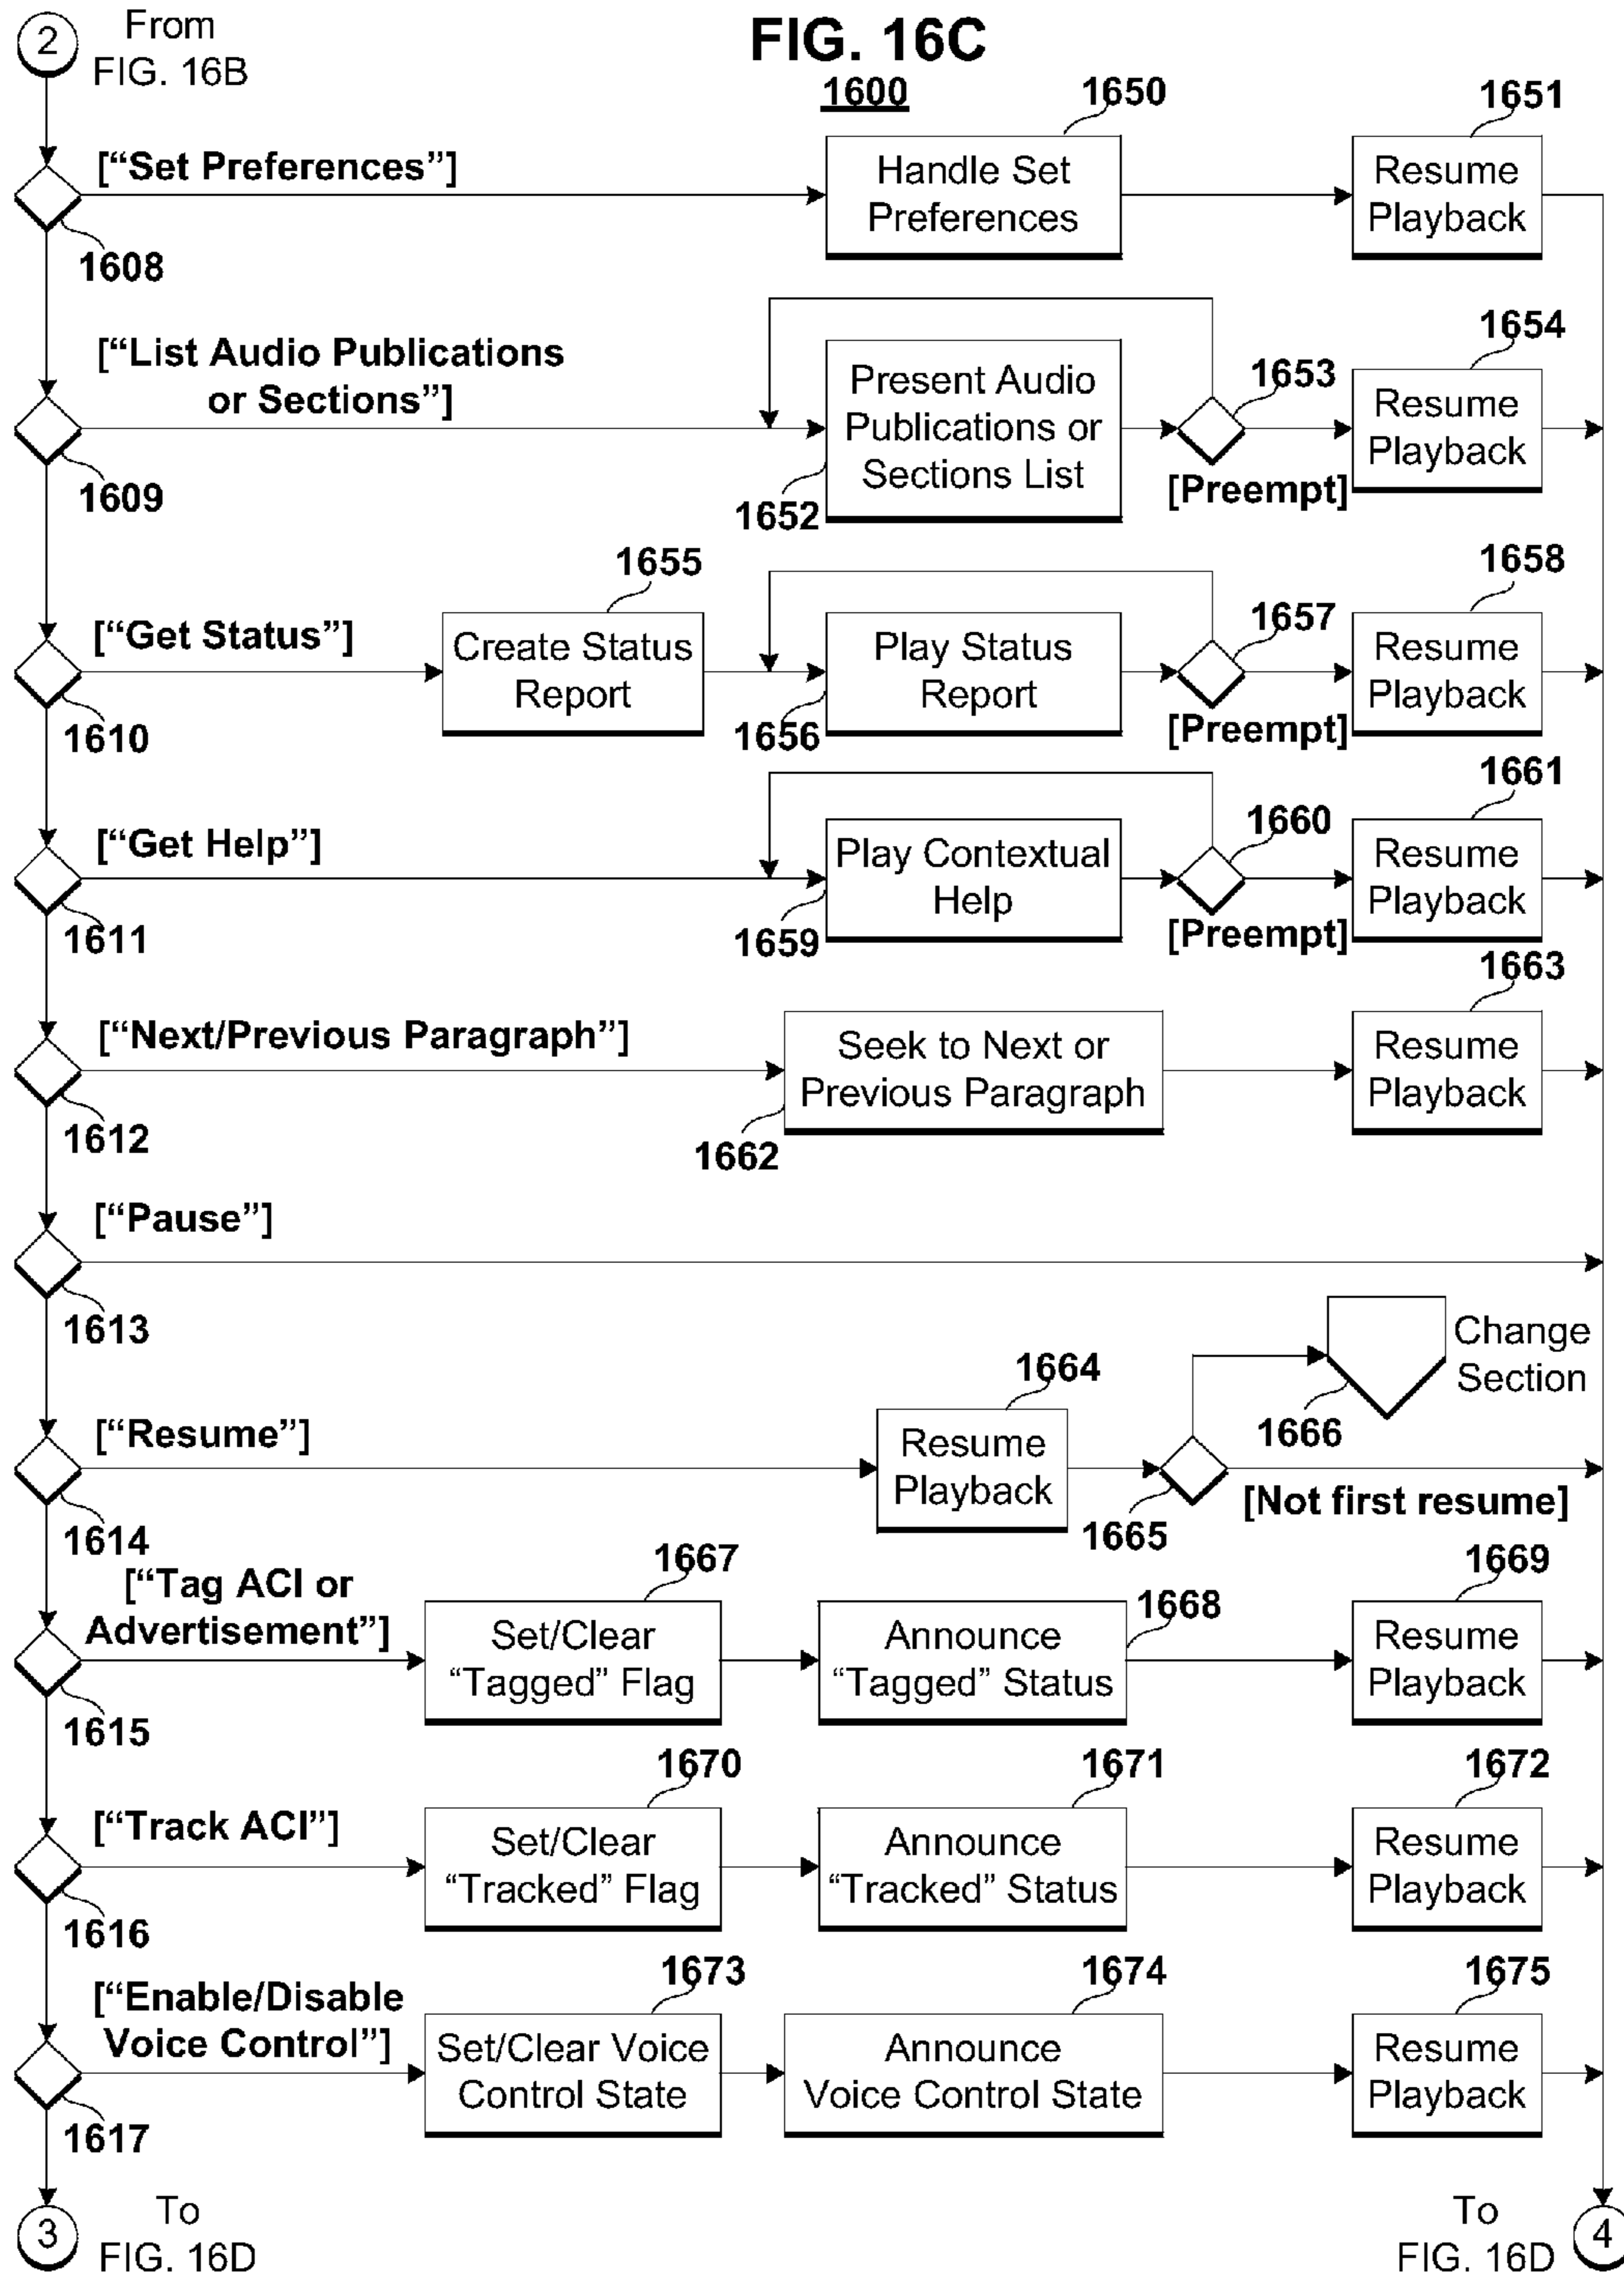 2
From
FIG. 16B
FIG. 16C
1600
1650
1651
["Set Preferences"]
Handle Set
Preferences
Resume
Playback
1608
1654
["List Audio Publications
or Sections"]
Present Audio
Publications or
Sections List
1653
Resume
Playback
1609
1652
[Preempt]
1655
1658
["Get Status"]
Create Status
Report
Play Status
Report
1657
Resume
Playback
1610
1656
[Preempt]
1661
["Get Help"]
Play Contextual
Help
1660
Resume
Playback
1611
1659
[Preempt]
1663
["Next/Previous Paragraph"]
Seek to Next or
Previous Paragraph
Resume
Playback
1612
1662
["Pause"]
1613
Change
Section
1664
1666
["Resume"]
Resume
Playback
[Not first resume]
1614
1665
["Tag ACI or
Advertisement"]
1667
1668
1669
Set/Clear
"Tagged" Flag
Announce
"Tagged" Status
Resume
Playback
1615
1670
1671
1672
["Track ACI"]
Set/Clear
"Tracked" Flag
Announce
"Tracked" Status
Resume
Playback
1616
1673
1674
1675
["Enable/Disable
Voice Control"]
Set/Clear Voice
Control State
Announce
Voice Control State
Resume
Playback
1617
3
To
FIG. 16D
To
FIG. 16D
4